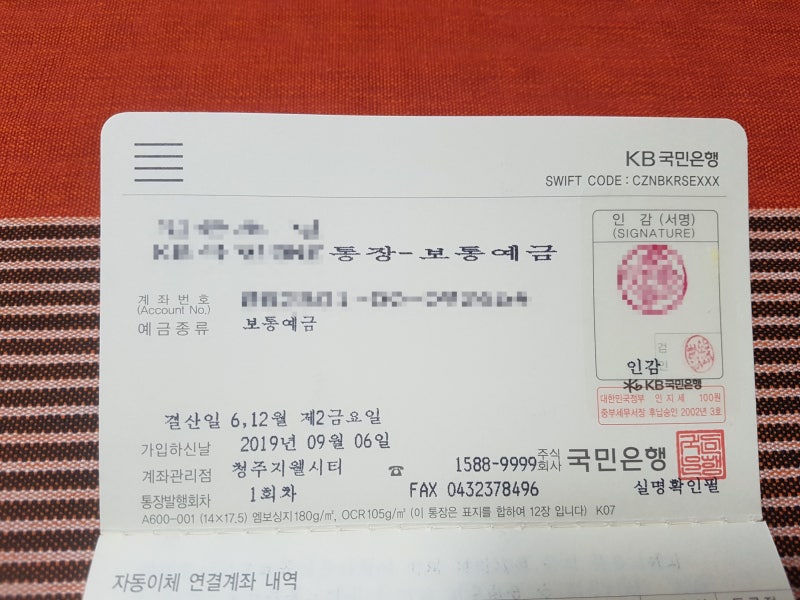 KB국민은행
SWIFT CODE : CZNBKRSEXXX
인 감 (서명)
(SIGNATURE)
님
통장-보통예금
계 좌 번 호
(Account No.)
예금종류 보통예금
인감
KB국민은행
대한민국정부 인 지 세 100원
중부세무서장 후납승인 2002년 3호
결산일 6,12월 제2금요일
가입하신날 2019년 09월 06일
계좌관리점 청주지웰시티 ☎ 1588-9999
주식회사 국민은행
통장발행회차 1회차 FAX 0432378496
실명확인필
A600-001 (14×17.5) 엠보싱지180g/㎡, OCR105g/㎡ (이 통장은 표지를 합하여 12장 입니다) K07
자동이체 연결계좌 내역